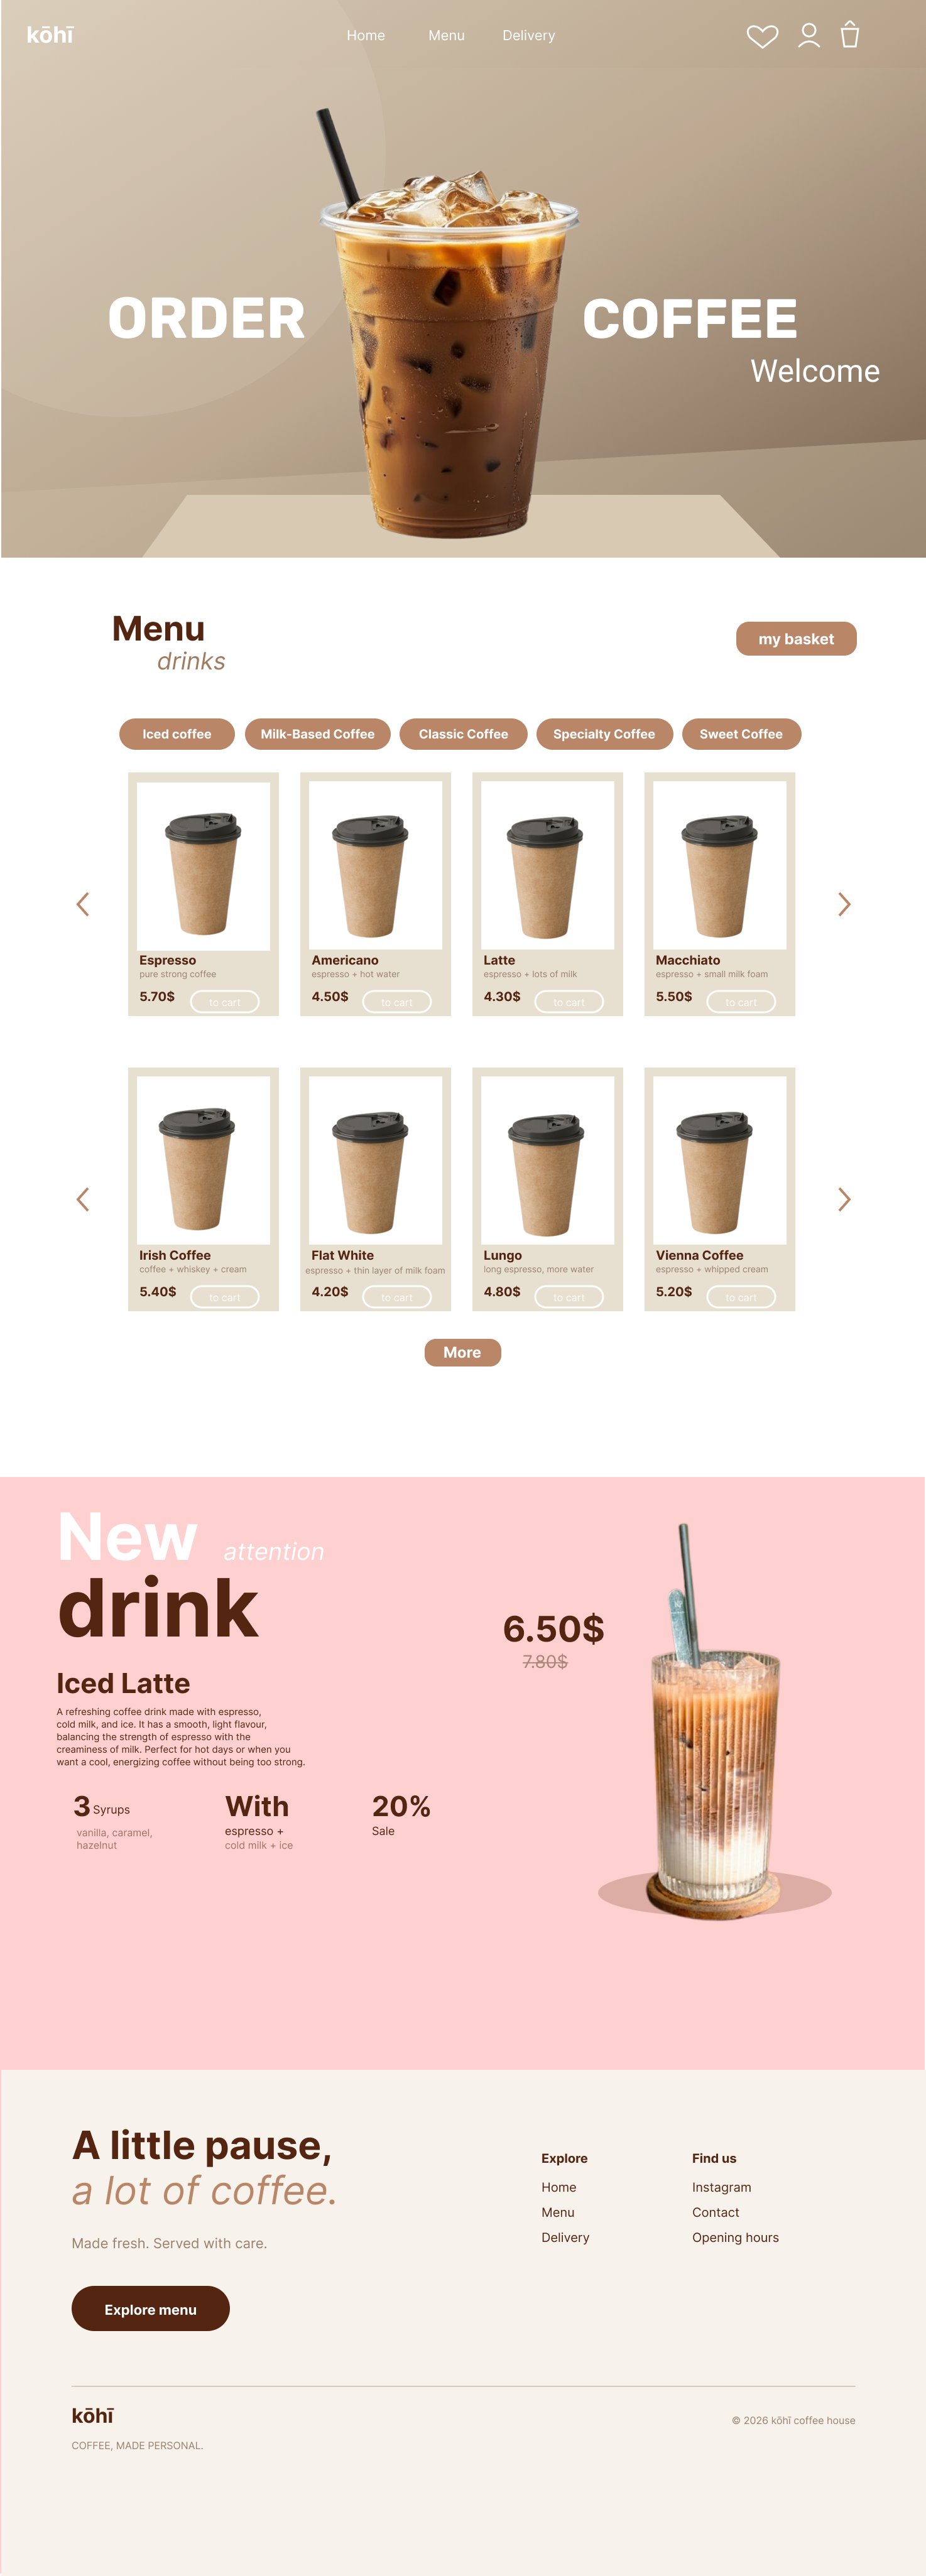 kōhī
Home Menu Delivery
ORDER COFFEE
Welcome
Menu
drinks
my basket
Iced coffee Milk-Based Coffee Classic Coffee Specialty Coffee Sweet Coffee
Espresso
pure strong coffee
5.70$ to cart
Americano
espresso + hot water
4.50$ to cart
Latte
espresso + lots of milk
4.30$ to cart
Macchiato
espresso + small milk foam
5.50$ to cart
Irish Coffee
coffee + whiskey + cream
5.40$ to cart
Flat White
espresso + thin layer of milk foam
4.20$ to cart
Lungo
long espresso, more water
4.80$ to cart
Vienna Coffee
espresso + whipped cream
5.20$ to cart
More
New attention
drink
6.50$
7.80$
Iced Latte
A refreshing coffee drink made with espresso,
cold milk, and ice. It has a smooth, light flavour,
balancing the strength of espresso with the
creaminess of milk. Perfect for hot days or when you
want a cool, energizing coffee without being too strong.
3 Syrups
vanilla, caramel,
hazelnut
With
espresso +
cold milk + ice
20%
Sale
A little pause,
a lot of coffee.
Made fresh. Served with care.
Explore menu
Explore
Home
Menu
Delivery
Find us
Instagram
Contact
Opening hours
kōhī
COFFEE, MADE PERSONAL.
© 2026 kōhī coffee house